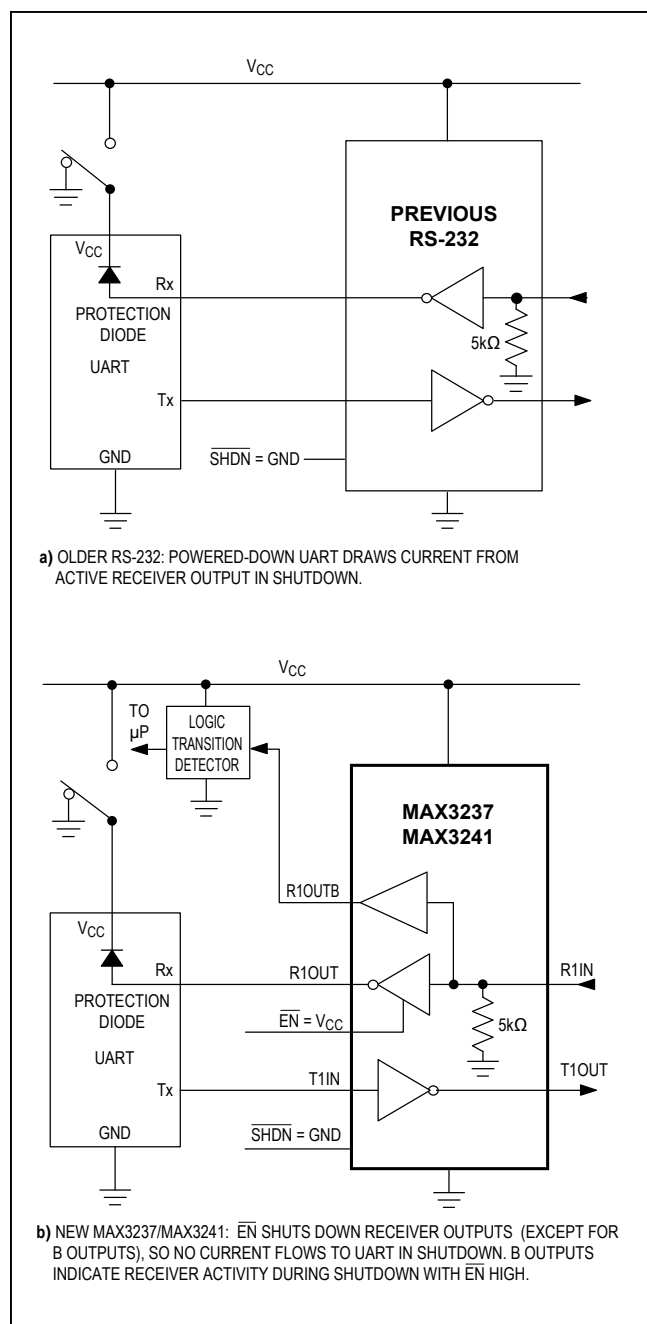 VCC
PREVIOUS
RS-232
VCC
Rx
PROTECTION
DIODE
5kΩ
UART
Tx
GND
SHDN = GND
a) OLDER RS-232: POWERED-DOWN UART DRAWS CURRENT FROM
ACTIVE RECEIVER OUTPUT IN SHUTDOWN.
VCC
TO
μP
LOGIC
TRANSITION
DETECTOR
MAX3237
MAX3241
R1OUTB
VCC
Rx
R1OUT
R1IN
PROTECTION
DIODE
EN = VCC
5kΩ
UART
Tx
T1IN
T1OUT
GND
SHDN = GND
b) NEW MAX3237/MAX3241: EN SHUTS DOWN RECEIVER OUTPUTS (EXCEPT FOR
B OUTPUTS), SO NO CURRENT FLOWS TO UART IN SHUTDOWN. B OUTPUTS
INDICATE RECEIVER ACTIVITY DURING SHUTDOWN WITH EN HIGH.